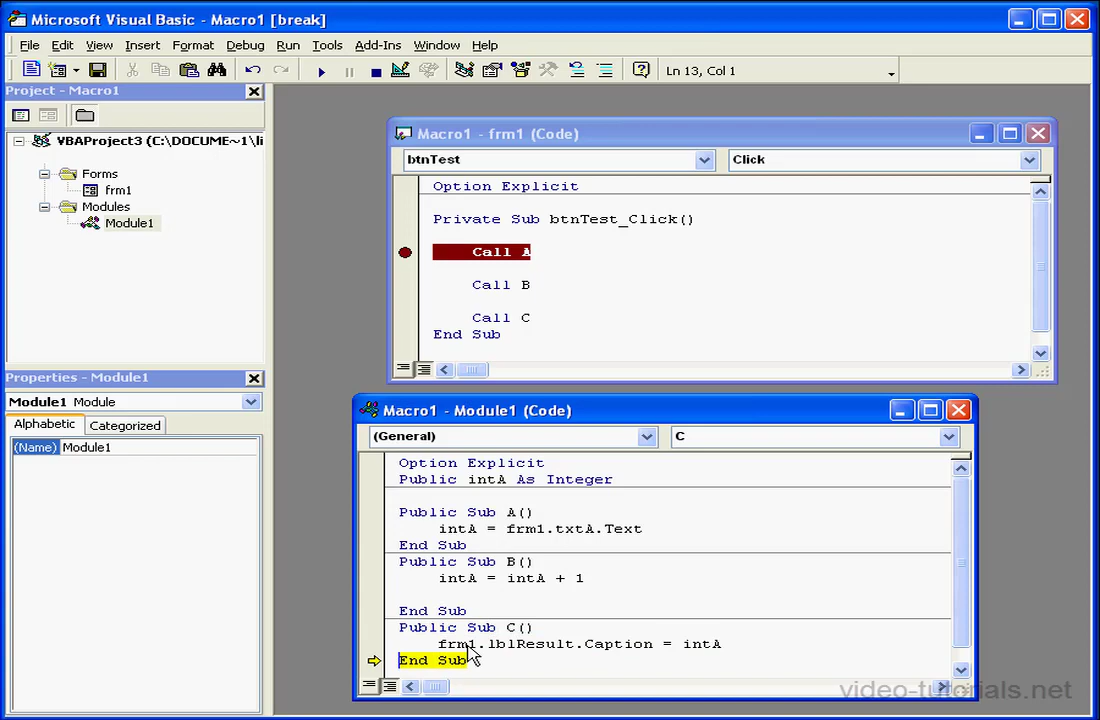 Microsoft Visual Basic - Macro1 [break]
File Edit View Insert Format Debug Run Tools Add-Ins Window Help
Ln 13, Col 1
Project - Macro1
VBAProject3 (C:\DOCUME~1\li
Forms
frm1
Modules
Module1
Properties - Module1
Module1 Module
Alphabetic Categorized
(Name) Module1
Macro1 - frm1 (Code)
btnTest Click
Option Explicit
Private Sub btnTest_Click()
Call A
Call B
Call C
End Sub
Macro1 - Module1 (Code)
(General) C
Option Explicit
Public intA As Integer
Public Sub A()
intA = frm1.txtA.Text
End Sub
Public Sub B()
intA = intA + 1
End Sub
Public Sub C()
frm1.lblResult.Caption = intA
End Sub
video-tutorials.net